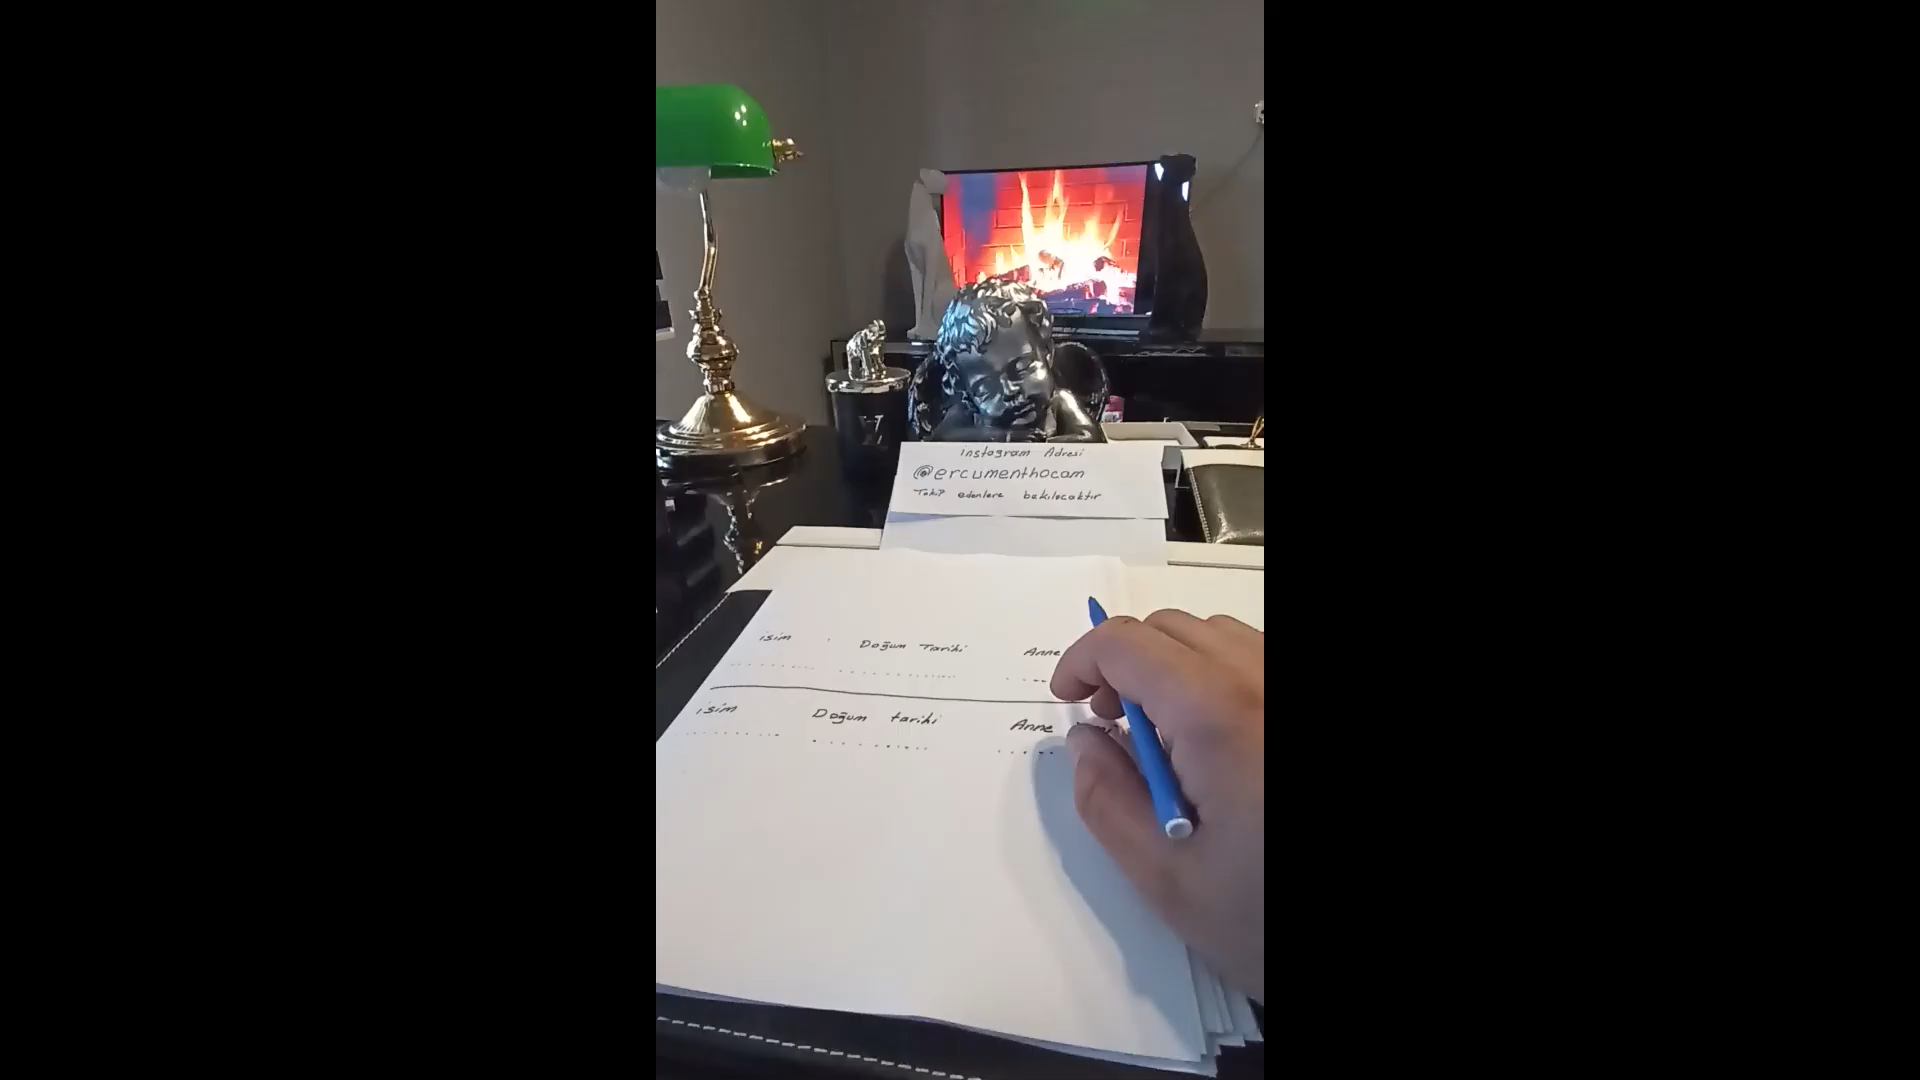 instagram Adresi
@ercumenthocam
Takip edenlere bakılacaktır
isim Doğum Tarihi Anne
isim Doğum tarihi Anne